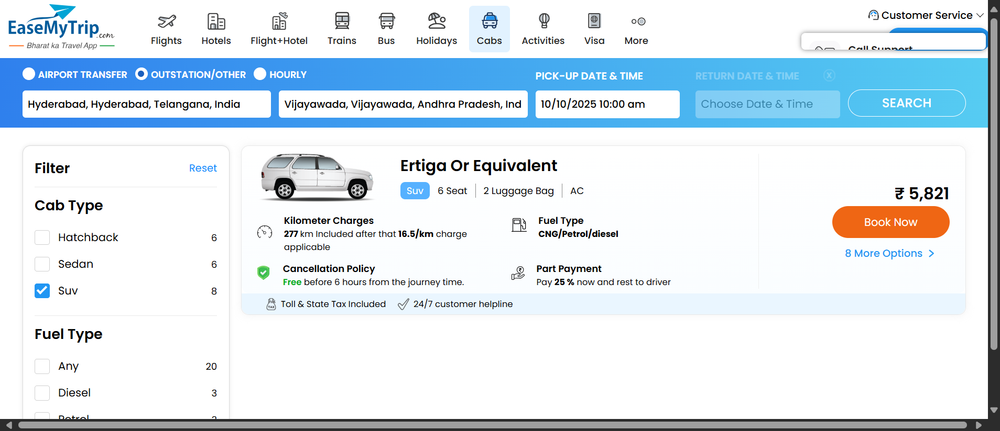 EaseMyTrip.com
Bharat ka Travel App
Flights
Hotels
Flight+Hotel
Trains
Bus
Holidays
Cabs
Activities
Visa
More
Customer Service
Call Support
AIRPORT TRANSFER
OUTSTATION/OTHER
HOURLY
PICK-UP DATE & TIME
RETURN DATE & TIME
X
Hyderabad, Hyderabad, Telangana, India
Vijayawada, Vijayawada, Andhra Pradesh, Ind
10/10/2025 10:00 am
Choose Date & Time
SEARCH
Filter
Reset
Cab Type
Hatchback 6
Sedan 6
Suv 8
Fuel Type
Any 20
Diesel 3
Petrol
Ertiga Or Equivalent
Suv
6 Seat
2 Luggage Bag
AC
Kilometer Charges
277 km Included after that 16.5/km charge
applicable
Fuel Type
CNG/Petrol/diesel
Cancellation Policy
Free before 6 hours from the journey time.
Part Payment
Pay 25 % now and rest to driver
TAX
Toll & State Tax Included
24/7 customer helpline
₹ 5,821
Book Now
8 More Options